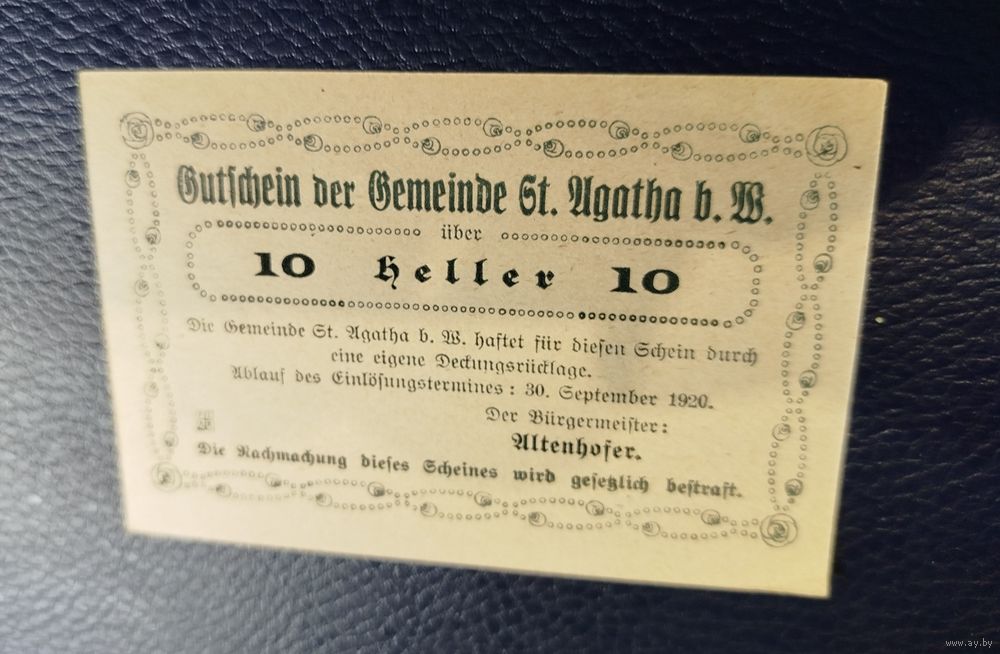 Gutschein der Gemeinde St. Agatha b. W.
über
10 Heller 10
Die Gemeinde St. Agatha b. W. haftet für diesen Schein durch
eine eigene Deckungsrücklage.
Ablauf des Einlösungstermines: 30. September 1920.
Der Bürgermeister:
Altenhofer.
Die Nachmachung dieses Scheines wird gesetzlich bestraft.
www.ay.by